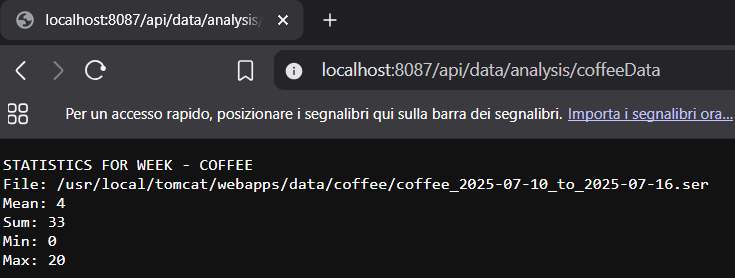 localhost:8087/api/data/analysis/
localhost:8087/api/data/analysis/coffeeData
Per un accesso rapido, posizionare i segnalibri qui sulla barra dei segnalibri. Importa i segnalibri ora...
STATISTICS FOR WEEK - COFFEE
File: /usr/local/tomcat/webapps/data/coffee/coffee_2025-07-10_to_2025-07-16.ser
Mean: 4
Sum: 33
Min: 0
Max: 20